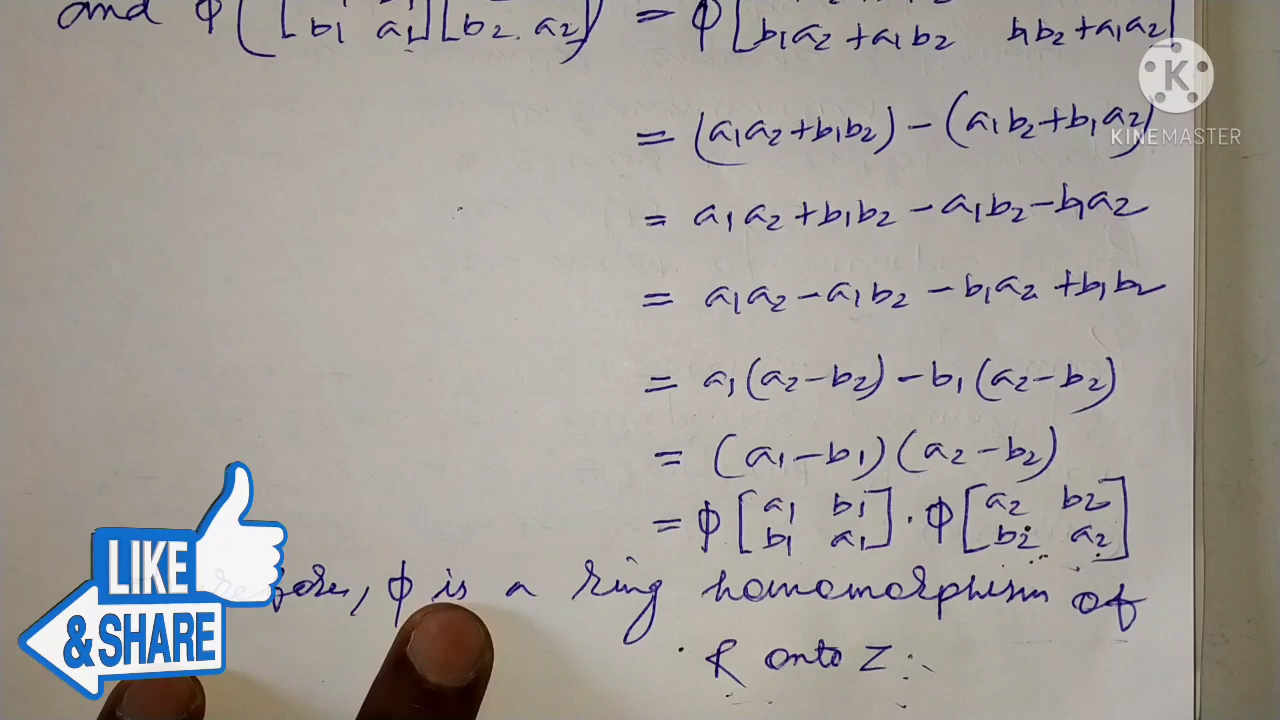 and φ([ b1 a1][b2 a2]) = φ[b1a2+a1b2 b1b2+a1a2]
= (a1a2+b1b2) - (a1b2+b1a2)
= a1a2+b1b2-a1b2-b1a2
= a1a2-a1b2-b1a2+b1b2
= a1(a2-b2)-b1(a2-b2)
= (a1-b1)(a2-b2)
= φ[a1 b1
b1 a1] . φ[a2 b2
b2 a2]
φ is a ring homomorphism of
R onto Z.
K
KINEMASTER
LIKE
& SHARE